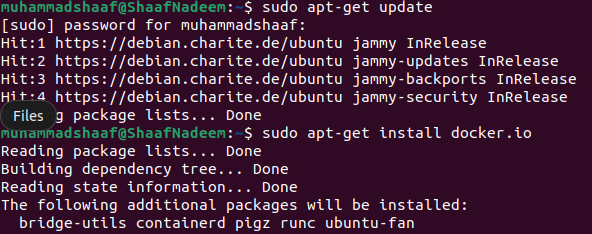 muhammadshaaf@ShaafNadeem:~$ sudo apt-get update
[sudo] password for muhammadshaaf:
Hit:1 https://debian.charite.de/ubuntu jammy InRelease
Hit:2 https://debian.charite.de/ubuntu jammy-updates InRelease
Hit:3 https://debian.charite.de/ubuntu jammy-backports InRelease
Hit:4 https://debian.charite.de/ubuntu jammy-security InRelease
Files
g package lists... Done
muhammadshaaf@ShaafNadeem:~$ sudo apt-get install docker.io
Reading package lists... Done
Building dependency tree... Done
Reading state information... Done
The following additional packages will be installed:
  bridge-utils containerd pigz runc ubuntu-fan